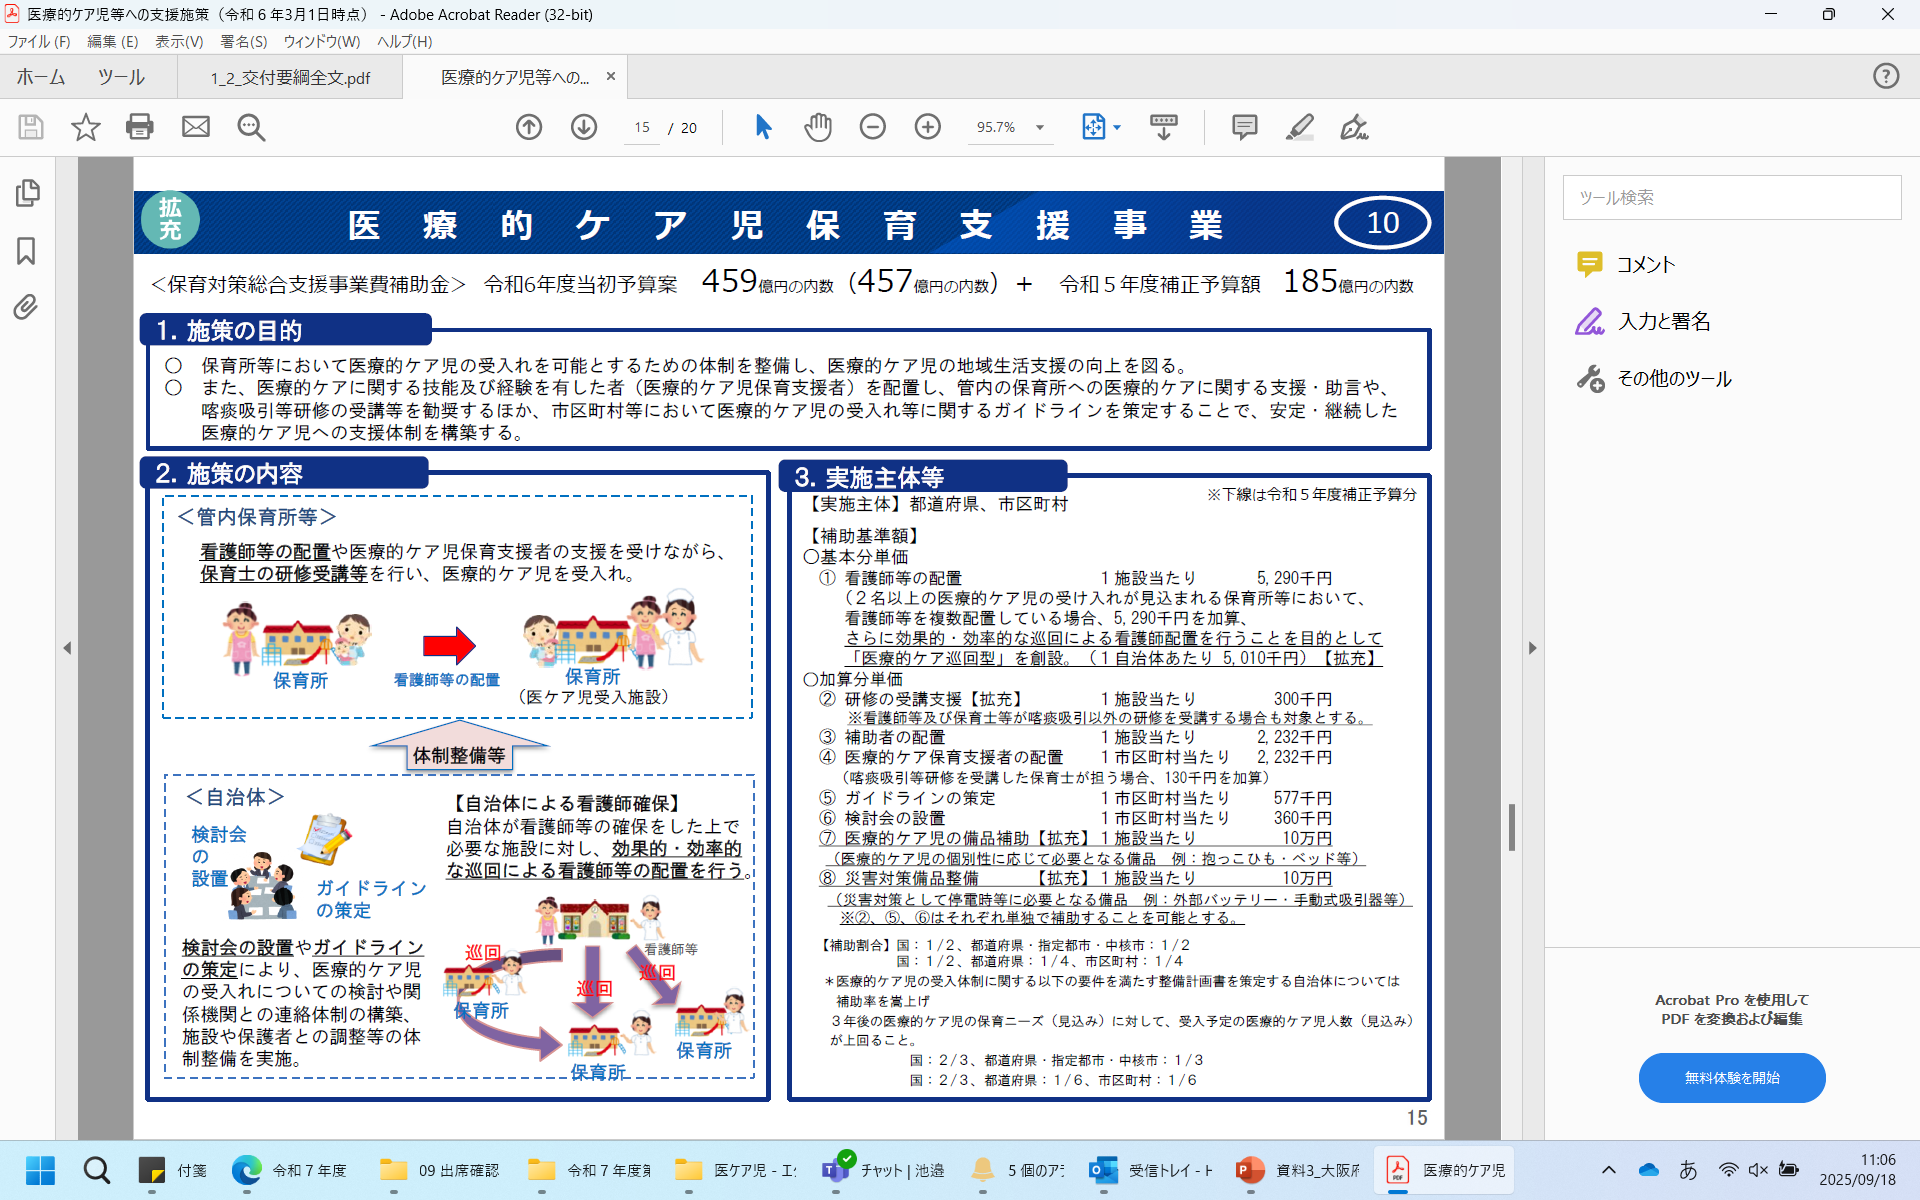 医療的ケア児等への支援施策（令和６年3月1日時点） - Adobe Acrobat Reader (32-bit)
ファイル(F) 編集(E) 表示(V) 署名(S) ウィンドウ(W) ヘルプ(H)
ホーム ツール 1_2_交付要綱全文.pdf 医療的ケア児等への... ×
15 / 20 95.7%
拡充
医療的ケア児保育支援事業
10
＜保育対策総合支援事業費補助金＞ 令和6年度当初予算案 459億円の内数（457億円の内数）＋ 令和５年度補正予算額 185億円の内数
1. 施策の目的
○ 保育所等において医療的ケア児の受入れを可能とするための体制を整備し、医療的ケア児の地域生活支援の向上を図る。
○ また、医療的ケアに関する技能及び経験を有した者（医療的ケア児保育支援者）を配置し、管内の保育所への医療的ケアに関する支援・助言や、
喀痰吸引等研修の受講等を勧奨するほか、市区町村等において医療的ケア児の受入れ等に関するガイドラインを策定することで、安定・継続した
医療的ケア児への支援体制を構築する。
2. 施策の内容
＜管内保育所等＞
看護師等の配置や医療的ケア児保育支援者の支援を受けながら、
保育士の研修受講等を行い、医療的ケア児を受入れ。
保育所
看護師等の配置
保育所
（医ケア児受入施設）
体制整備等
＜自治体＞
検討会
の
設置
ガイドライン
の策定
検討会の設置やガイドライン
の策定により、医療的ケア児
の受入れについての検討や関
係機関との連絡体制の構築、
施設や保護者との調整等の体
制整備を実施。
【自治体による看護師確保】
自治体が看護師等の確保をした上で
必要な施設に対し、効果的・効率的
な巡回による看護師等の配置を行う。
看護師等
巡回
巡回
巡回
保育所
保育所
保育所
3. 実施主体等
※下線は令和５年度補正予算分
【実施主体】都道府県、市区町村
【補助基準額】
○基本分単価
① 看護師等の配置 １施設当たり 5,290千円
（２名以上の医療的ケア児の受け入れが見込まれる保育所等において、
看護師等を複数配置している場合、5,290千円を加算、
さらに効果的・効率的な巡回による看護師配置を行うことを目的として
「医療的ケア巡回型」を創設。（１自治体あたり 5,010千円）【拡充】
○加算分単価
② 研修の受講支援【拡充】 １施設当たり 300千円
※看護師等及び保育士等が喀痰吸引以外の研修を受講する場合も対象とする。
③ 補助者の配置 １施設当たり 2,232千円
④ 医療的ケア保育支援者の配置 １市区町村当たり 2,232千円
（喀痰吸引等研修を受講した保育士が担う場合、130千円を加算）
⑤ ガイドラインの策定 １市区町村当たり 577千円
⑥ 検討会の設置 １市区町村当たり 360千円
⑦ 医療的ケア児の備品補助【拡充】１施設当たり 10万円
（医療的ケア児の個別性に応じて必要となる備品 例：抱っこひも・ベッド等）
⑧ 災害対策備品整備 【拡充】１施設当たり 10万円
（災害対策として停電時等に必要となる備品 例：外部バッテリー・手動式吸引器等）
※②、⑤、⑥はそれぞれ単独で補助することを可能とする。
【補助割合】国：１/２、都道府県・指定都市・中核市：１/２
国：１/２、都道府県：１/４、市区町村：１/４
＊医療的ケア児の受入体制に関する以下の要件を満たす整備計画書を策定する自治体については
補助率を嵩上げ
３年後の医療的ケア児の保育ニーズ（見込み）に対して、受入予定の医療的ケア児人数（見込み）
が上回ること。
国：２/３、都道府県・指定都市・中核市：１/３
国：２/３、都道府県：１/６、市区町村：１/６
15
ツール検索
コメント
入力と署名
その他のツール
Acrobat Pro を使用して
PDF を変換および編集
無料体験を開始
付箋 令和７年度 09 出席確認 令和７年度第 医ケア児 - エク チャット | 池邉 5 個のアラ 受信トレイ - H 資料3_大阪府 医療的ケア児
あ 11:06
2025/09/18